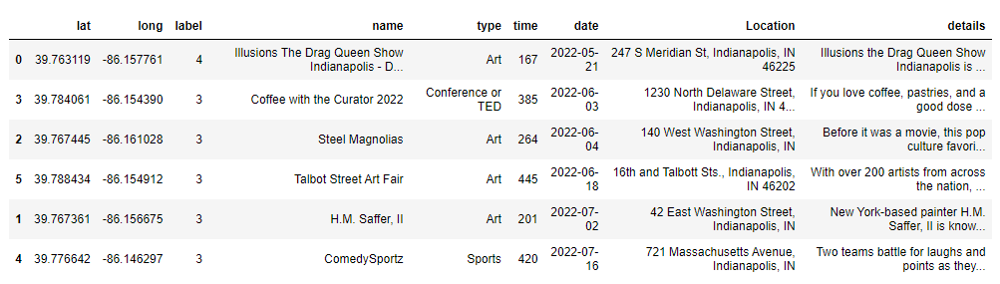 lat long label name type time date Location details
0 39.763119 -86.157761 4 Illusions The Drag Queen Show Indianapolis - D... Art 167 2022-05-21 247 S Meridian St, Indianapolis, IN 46225 Illusions the Drag Queen Show Indianapolis is ...
3 39.784061 -86.154390 3 Coffee with the Curator 2022 Conference or TED 385 2022-06-03 1230 North Delaware Street, Indianapolis, IN 4... If you love coffee, pastries, and a good dose ...
2 39.767445 -86.161028 3 Steel Magnolias Art 264 2022-06-04 140 West Washington Street, Indianapolis, IN Before it was a movie, this pop culture favori...
5 39.788434 -86.154912 3 Talbot Street Art Fair Art 445 2022-06-18 16th and Talbott Sts., Indianapolis, IN 46202 With over 200 artists from across the nation, ...
1 39.767361 -86.156675 3 H.M. Saffer, II Art 201 2022-07-02 42 East Washington Street, Indianapolis, IN New York-based painter H.M. Saffer, II is know...
4 39.776642 -86.146297 3 ComedySportz Sports 420 2022-07-16 721 Massachusetts Avenue, Indianapolis, IN Two teams battle for laughs and points as they...